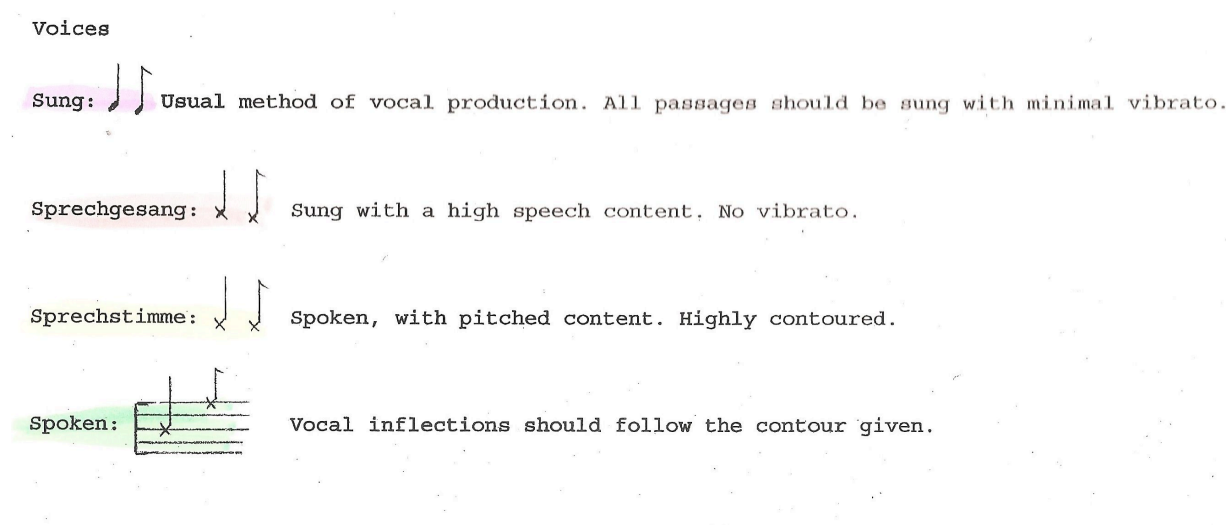 Voices
Sung: Usual method of vocal production. All passages should be sung with minimal vibrato.
Sprechgesang: Sung with a high speech content. No vibrato.
Sprechstimme: Spoken, with pitched content. Highly contoured.
Spoken: Vocal inflections should follow the contour given.